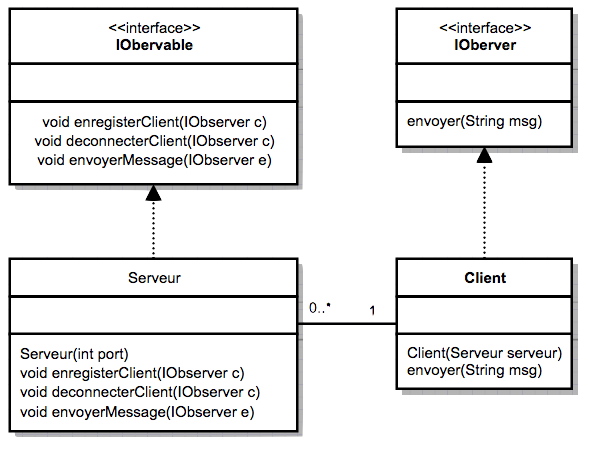 <<interface>>
IObervable
void enregisterClient(IObserver c)
void deconnecterClient(IObserver c)
void envoyerMessage(IObserver e)
<<interface>>
IOberver
envoyer(String msg)
Serveur
Serveur(int port)
void enregisterClient(IObserver c)
void deconnecterClient(IObserver c)
void envoyerMessage(IObserver e)
0..*
1
Client
Client(Serveur serveur)
envoyer(String msg)